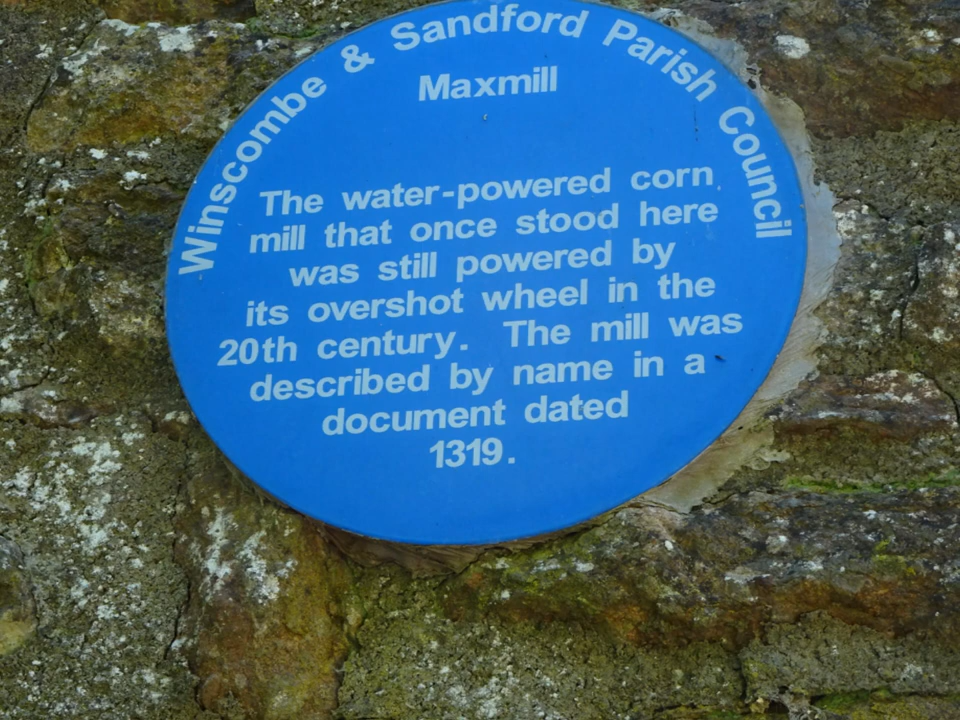 Winscombe & Sandford Parish Council
Maxmill
The water-powered corn
mill that once stood here
was still powered by
its overshot wheel in the
20th century. The mill was
described by name in a
document dated
1319.